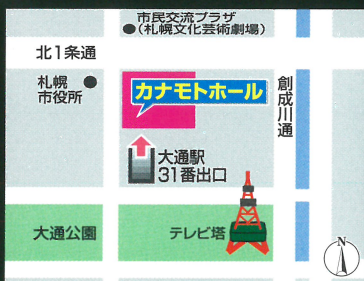 市民交流プラザ
(札幌文化芸術劇場)
北1条通
札幌
市役所
カナモトホール
創成川通
大通駅
31番出口
大通公園
テレビ塔
N